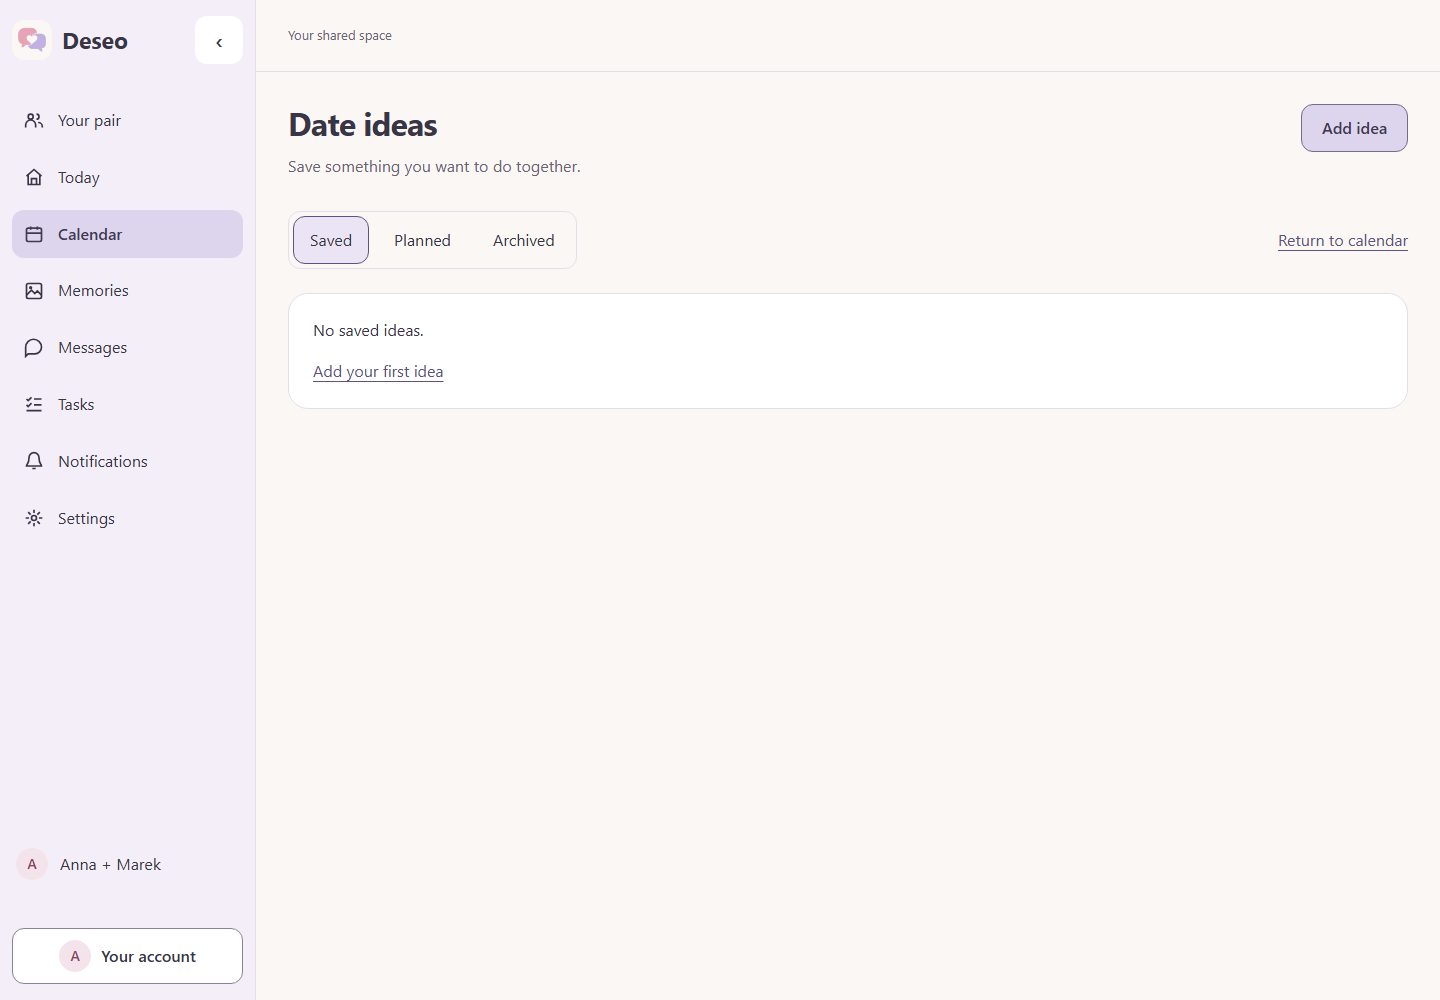 Deseo
‹
Your pair
Today
Calendar
Memories
Messages
Tasks
Notifications
Settings
A
Anna + Marek
A
Your account
Your shared space
Date ideas
Save something you want to do together.
Add idea
Saved
Planned
Archived
Return to calendar
No saved ideas.
Add your first idea